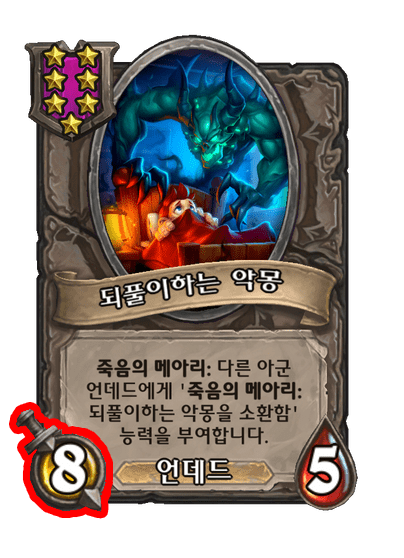 되풀이하는 악몽
죽음의 메아리: 다른 아군
언데드에게 '죽음의 메아리:
되풀이하는 악몽을 소환함'
능력을 부여합니다.
8
언데드
5